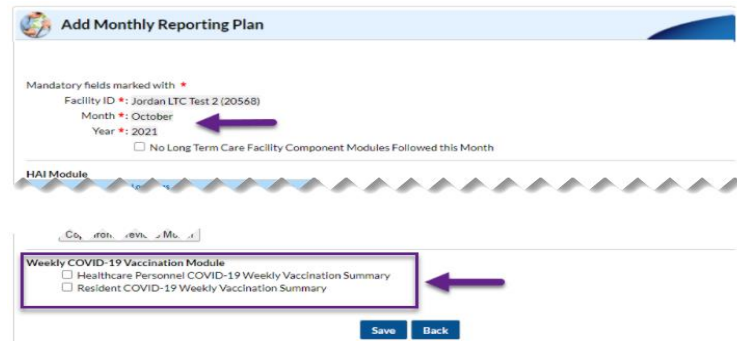 Add Monthly Reporting Plan
Mandatory fields marked with *
Facility ID *: Jordan LTC Test 2 (20568)
Month *: October
Year *: 2021
No Long Term Care Facility Component Modules Followed this Month
HAI Module
Weekly COVID-19 Vaccination Module
Healthcare Personnel COVID-19 Weekly Vaccination Summary
Resident COVID-19 Weekly Vaccination Summary
Save Back